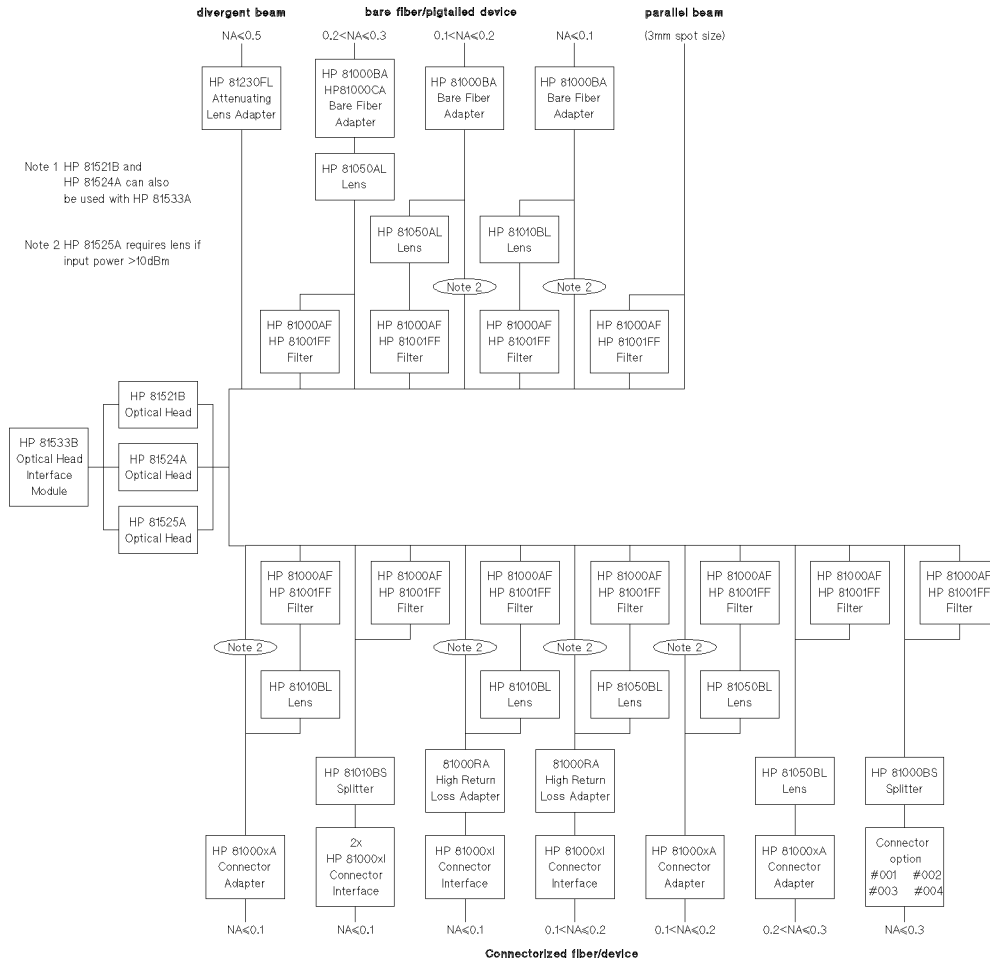 divergent beam
bare fiber/pigtailed device
parallel beam
NA⩽0.5
0.2<NA⩽0.3
0.1<NA⩽0.2
NA⩽0.1
(3mm spot size)
HP 81230FL
Attenuating
Lens Adapter
HP 81000BA
HP81000CA
Bare Fiber
Adapter
HP 81000BA
Bare Fiber
Adapter
HP 81000BA
Bare Fiber
Adapter
Note 1 HP 81521B and
HP 81524A can also
be used with HP 81533A
HP 81050AL
Lens
HP 81050AL
Lens
HP 81010BL
Lens
Note 2 HP 81525A requires lens if
input power >10dBm
Note 2
Note 2
HP 81000AF
HP 81001FF
Filter
HP 81000AF
HP 81001FF
Filter
HP 81000AF
HP 81001FF
Filter
HP 81000AF
HP 81001FF
Filter
HP 81521B
Optical Head
HP 81533B
Optical Head
Interface
Module
HP 81524A
Optical Head
HP 81525A
Optical Head
HP 81000AF
HP 81001FF
Filter
HP 81000AF
HP 81001FF
Filter
HP 81000AF
HP 81001FF
Filter
HP 81000AF
HP 81001FF
Filter
HP 81000AF
HP 81001FF
Filter
HP 81000AF
HP 81001FF
Filter
HP 81000AF
HP 81001FF
Filter
Note 2
Note 2
Note 2
Note 2
HP 81010BL
Lens
HP 81010BL
Lens
HP 81050BL
Lens
HP 81050BL
Lens
HP 81010BS
Splitter
81000RA
High Return
Loss Adapter
81000RA
High Return
Loss Adapter
HP 81050BL
Lens
HP 81000BS
Splitter
HP 81000xA
Connector
Adapter
2x
HP 81000xI
Connector
Interface
HP 81000xI
Connector
Interface
HP 81000xI
Connector
Interface
HP 81000xA
Connector
Adapter
HP 81000xA
Connector
Adapter
Connector
option
#001 #002
#003 #004
NA⩽0.1
NA⩽0.1
NA⩽0.1
0.1<NA⩽0.2
0.1<NA⩽0.2
0.2<NA⩽0.3
NA⩽0.3
Connectorized fiber/device